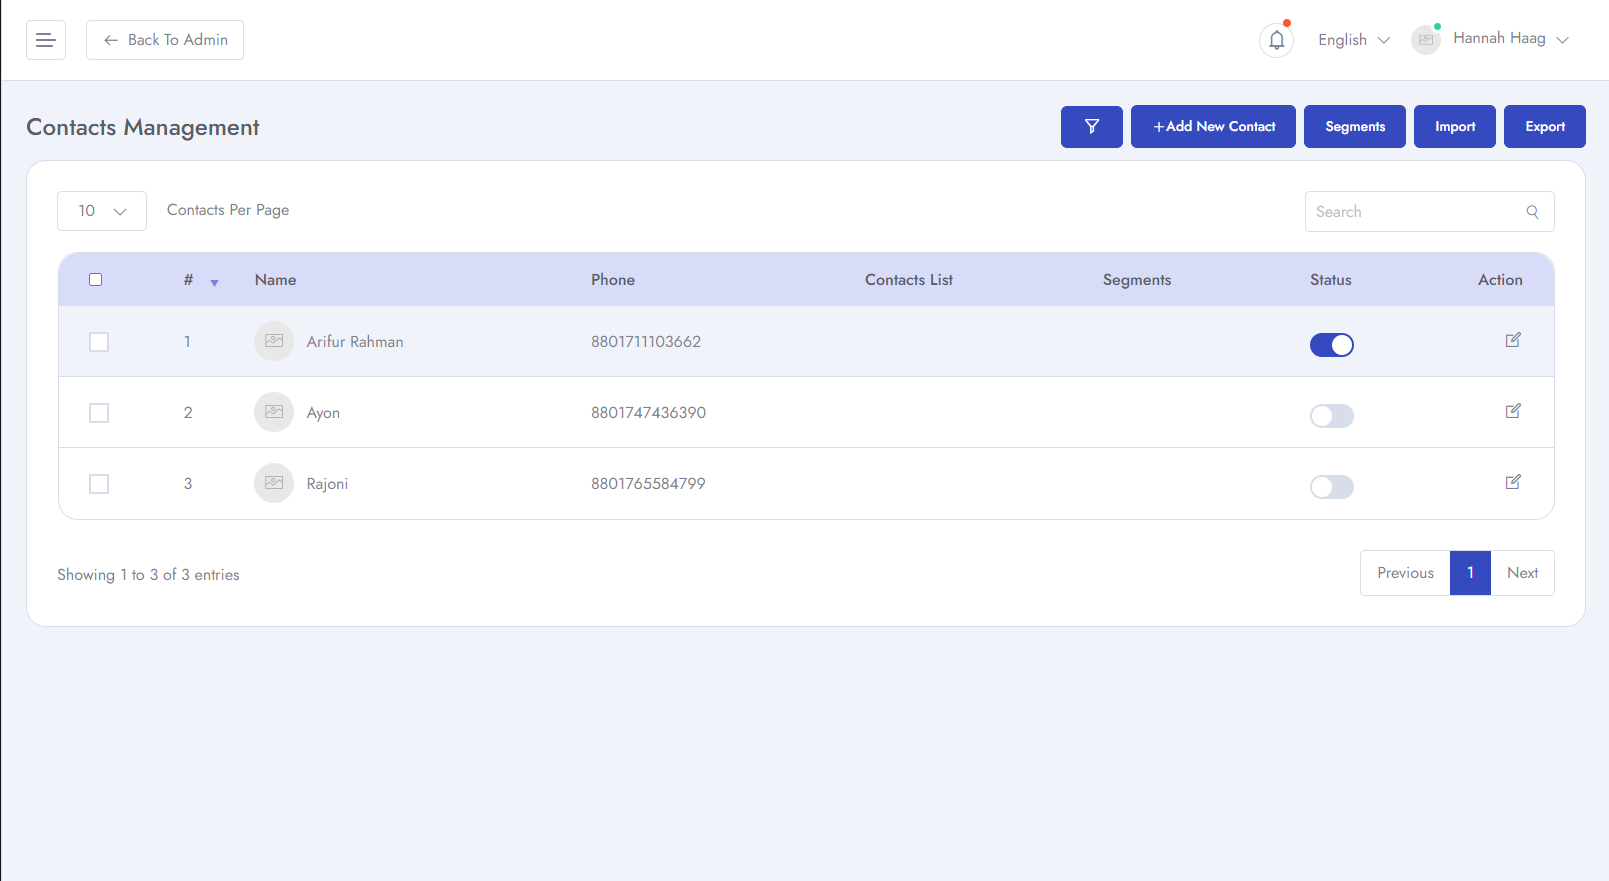 Back To Admin
English
Hannah Haag
Contacts Management
+Add New Contact
Segments
Import
Export
10
Contacts Per Page
Search
# Name Phone Contacts List Segments Status Action
1 Arifur Rahman 8801711103662
2 Ayon 8801747436390
3 Rajoni 8801765584799
Showing 1 to 3 of 3 entries
Previous 1 Next